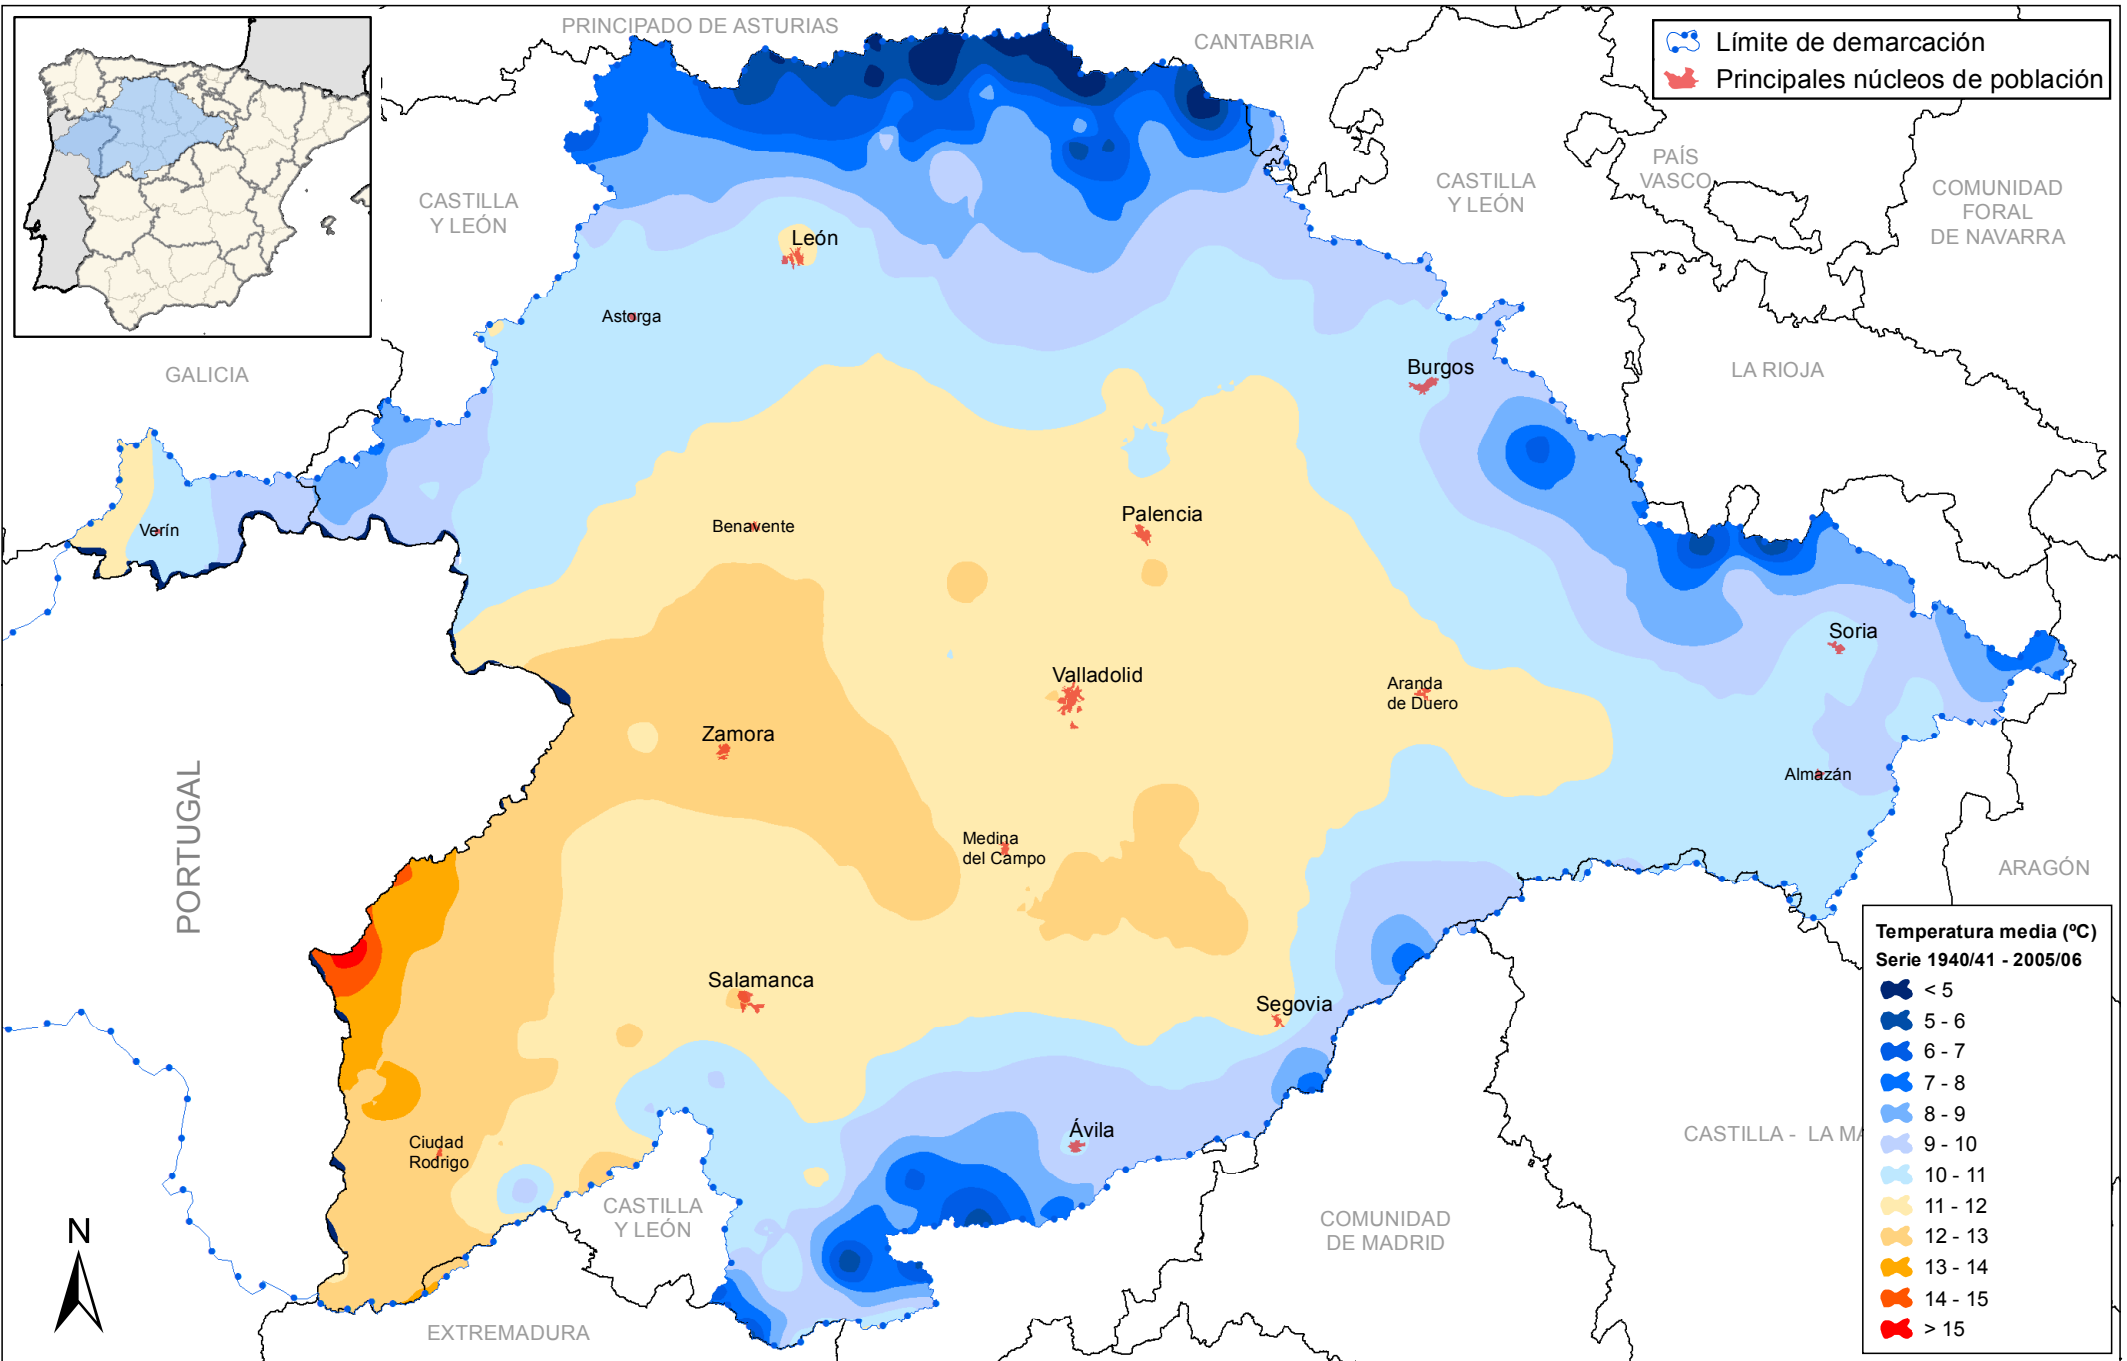 PRINCIPADO DE ASTURIAS
CANTABRIA
Límite de demarcación
Principales núcleos de población
PAÍS
VASCO
CASTILLA
Y LEÓN
CASTILLA
Y LEÓN
COMUNIDAD
FORAL
DE NAVARRA
León
Astorga
GALICIA
Burgos
LA RIOJA
Verín
Benavente
Palencia
Soria
Valladolid
Aranda
de Duero
Zamora
Almazán
PORTUGAL
Medina
del Campo
ARAGÓN
Salamanca
Segovia
Ávila
Ciudad
Rodrigo
CASTILLA - LA MA
CASTILLA
Y LEÓN
COMUNIDAD
DE MADRID
N
EXTREMADURA
Temperatura media (ºC)
Serie 1940/41 - 2005/06
< 5
5 - 6
6 - 7
7 - 8
8 - 9
9 - 10
10 - 11
11 - 12
12 - 13
13 - 14
14 - 15
> 15